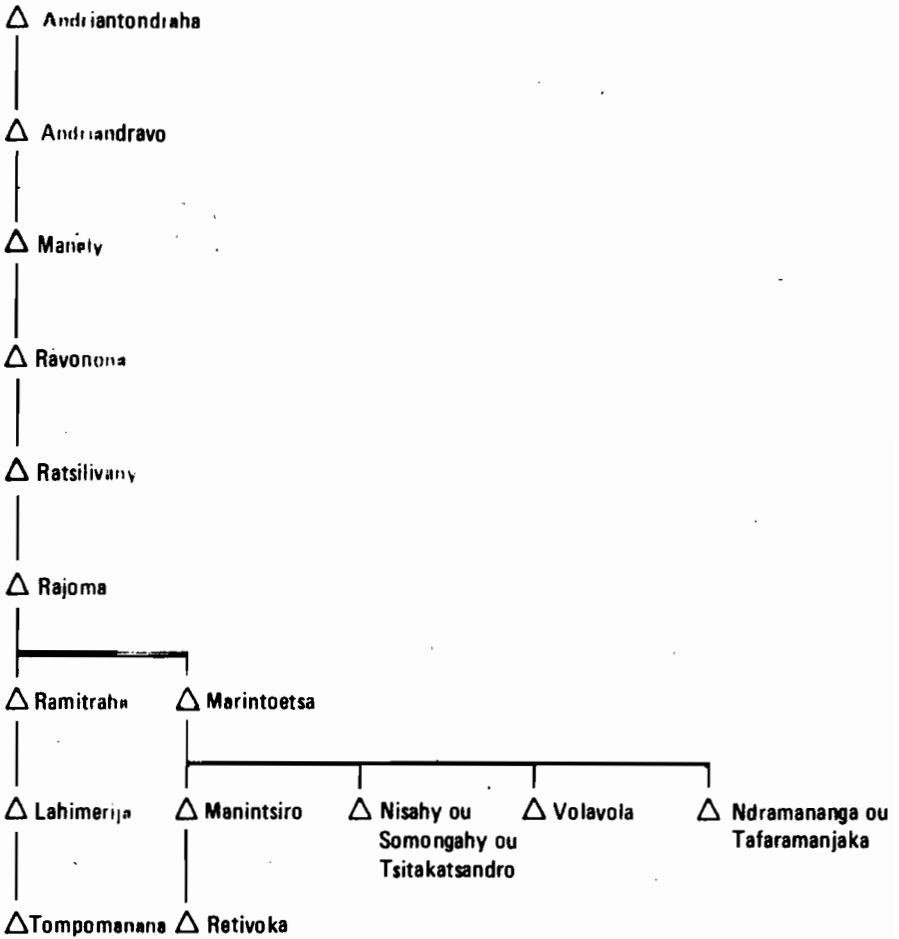 Andriantondraha
Andriandravo
Manely
Ravonona
Ratsilivany
Rajoma
Ramitraha
Marintoetsa
Lahimerija
Manintsiro
Nisahy ou
Somongahy ou
Tsitakatsandro
Volavola
Ndramananga ou
Tafaramanjaka
Tompomanana
Retivoka